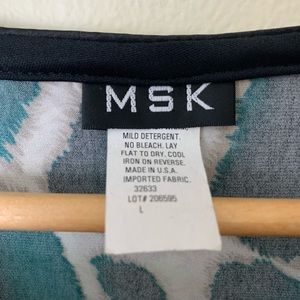 MSK
MILD DETERGENT.
NO BLEACH. LAY
FLAT TO DRY. COOL
IRON ON REVERSE.
MADE IN U.S.A.
IMPORTED FABRIC.
32633
LOT# 206595
L